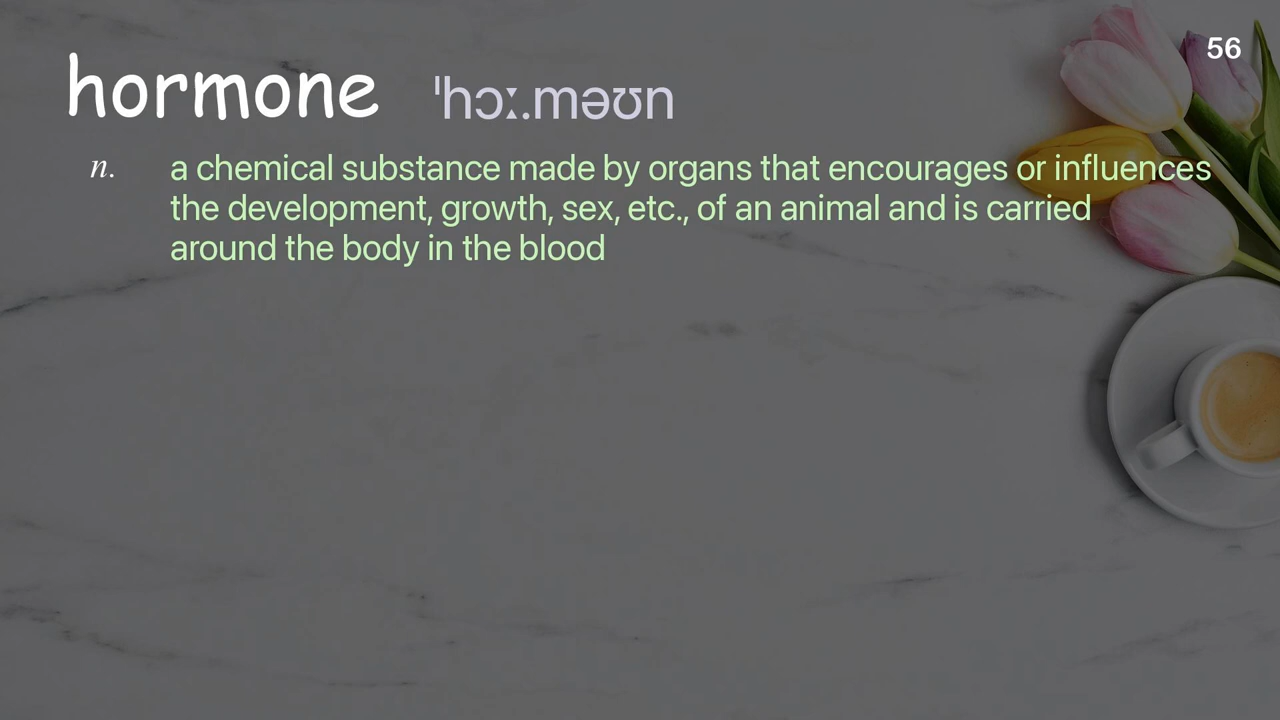 56
hormone ˈhɔː.məʊn
n. a chemical substance made by organs that encourages or influences
the development, growth, sex, etc., of an animal and is carried
around the body in the blood